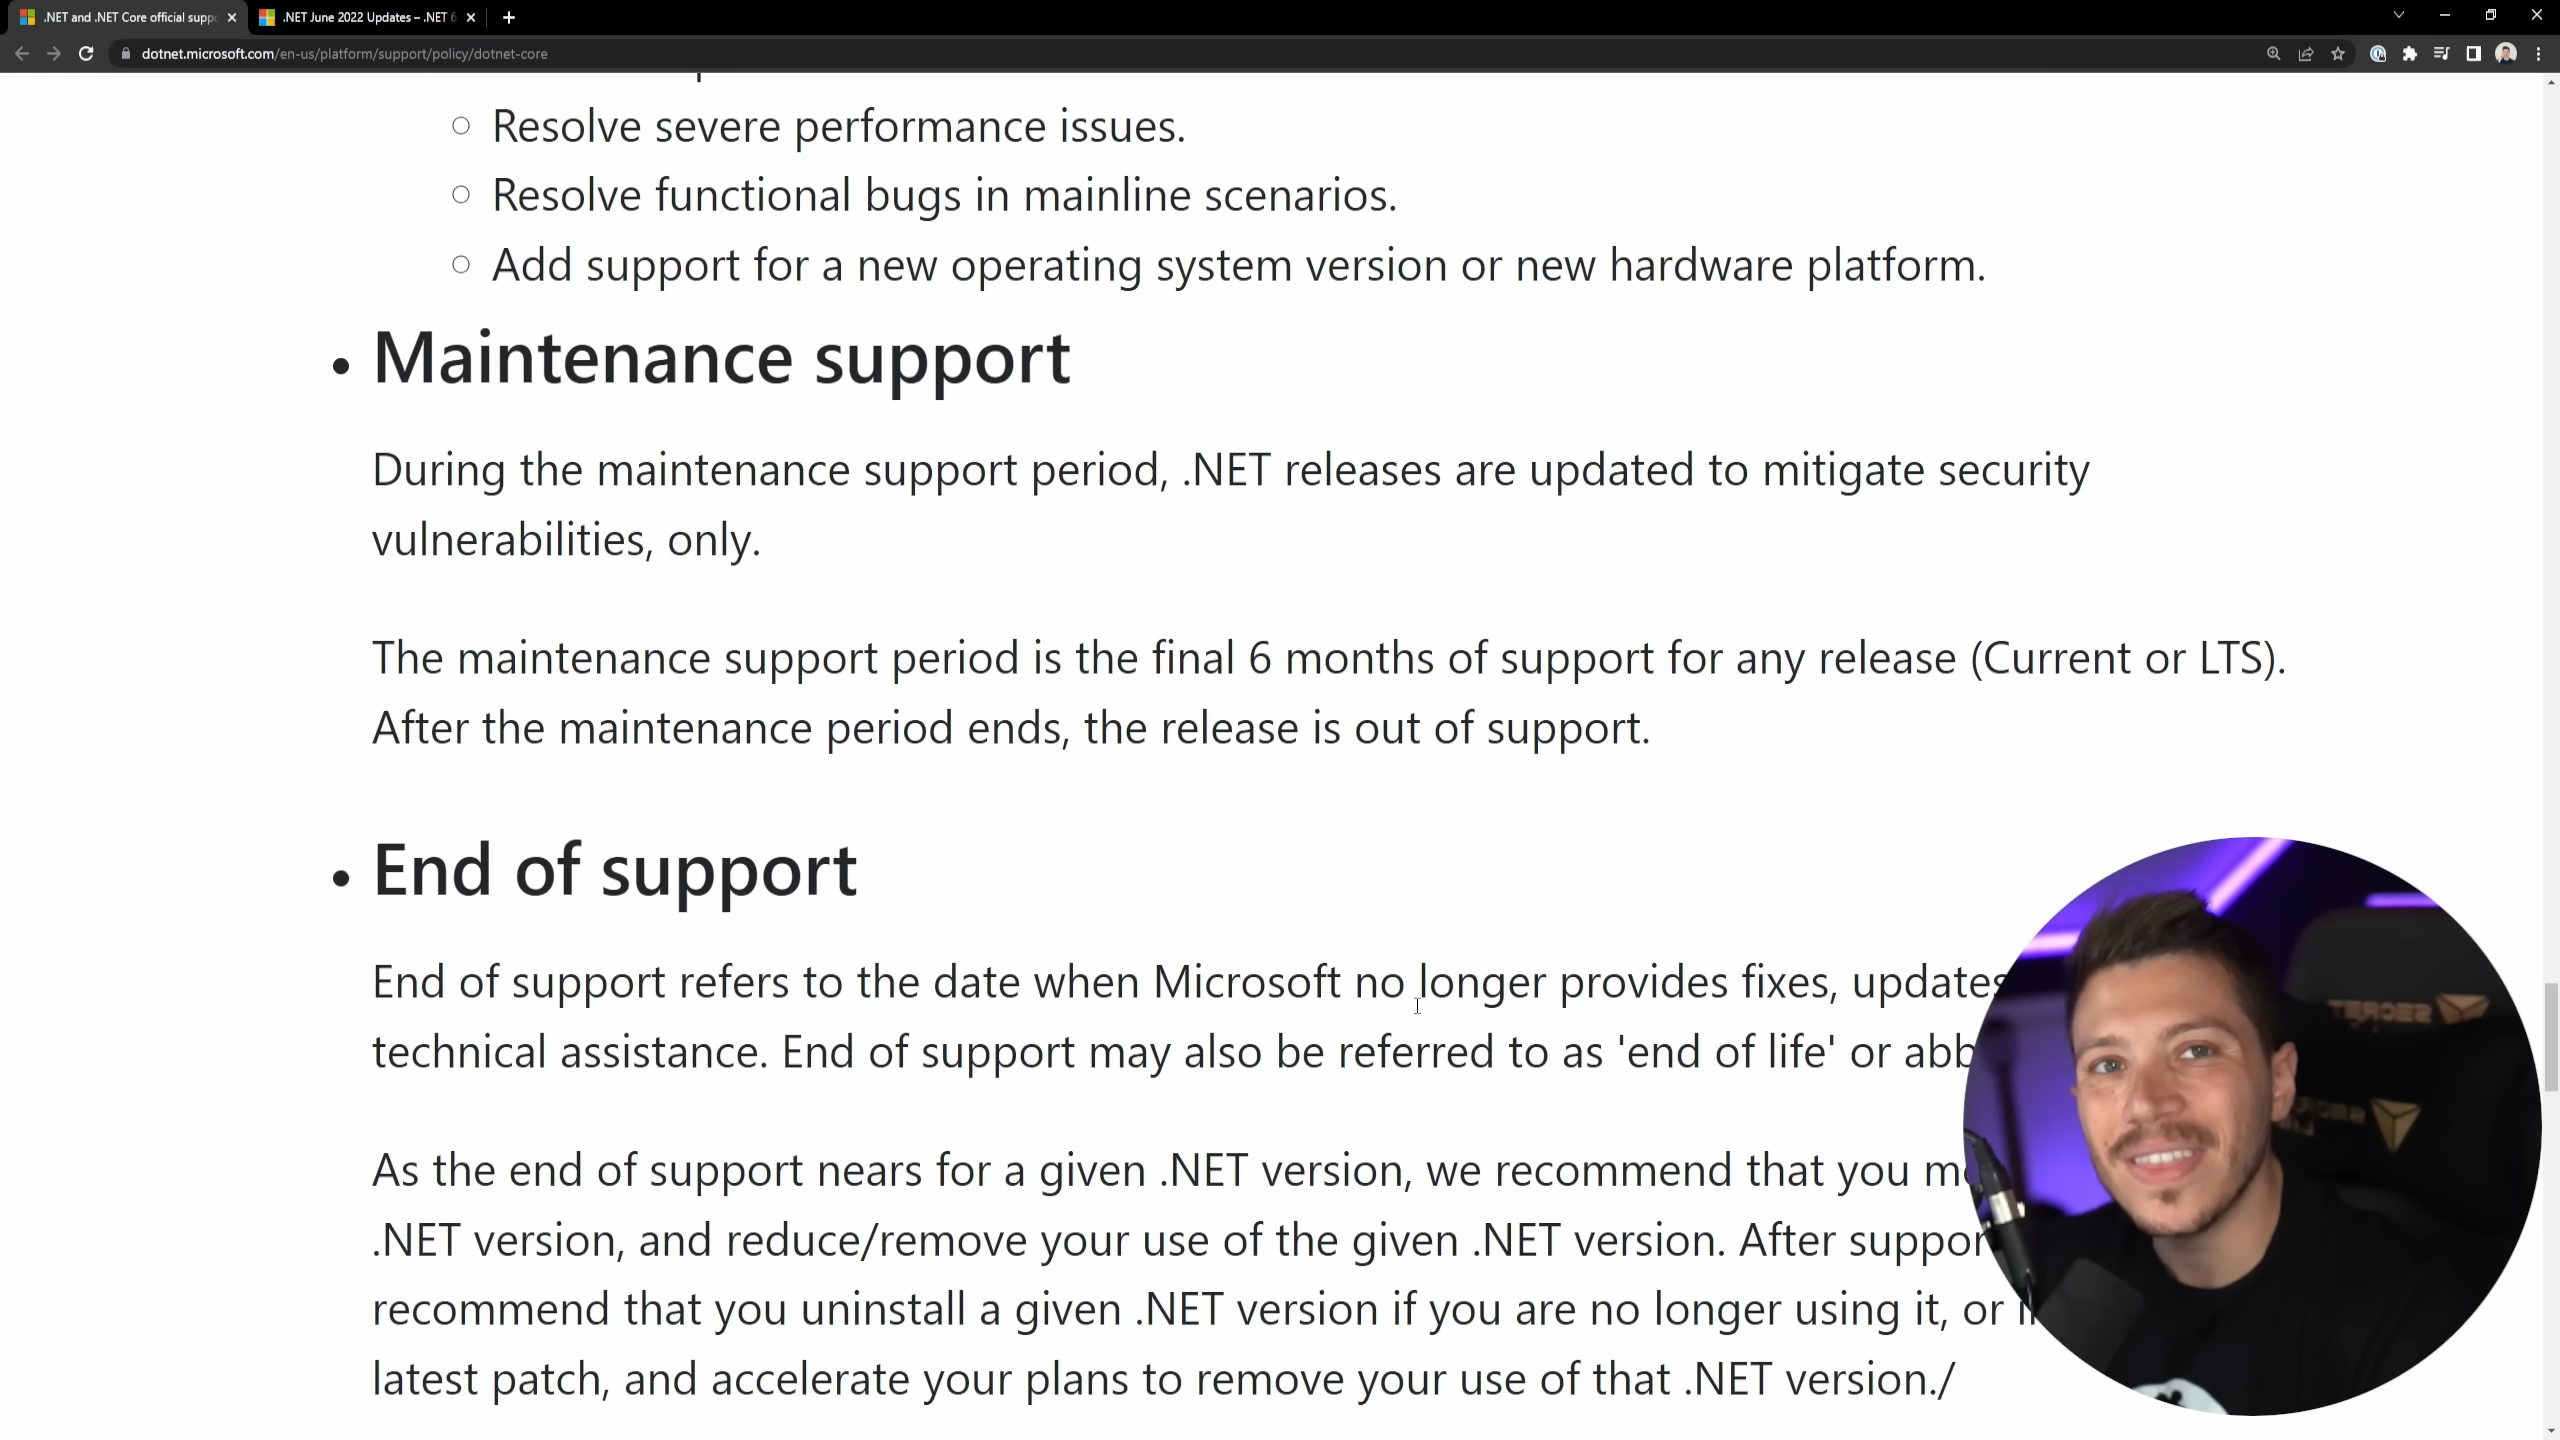 .NET and .NET Core official supp
.NET June 2022 Updates – .NET 6
dotnet.microsoft.com/en-us/platform/support/policy/dotnet-core
Resolve severe performance issues.
Resolve functional bugs in mainline scenarios.
Add support for a new operating system version or new hardware platform.
Maintenance support
During the maintenance support period, .NET releases are updated to mitigate security
vulnerabilities, only.
The maintenance support period is the final 6 months of support for any release (Current or LTS).
After the maintenance period ends, the release is out of support.
End of support
End of support refers to the date when Microsoft no longer provides fixes, updates
technical assistance. End of support may also be referred to as 'end of life' or abb
As the end of support nears for a given .NET version, we recommend that you m
.NET version, and reduce/remove your use of the given .NET version. After suppor
recommend that you uninstall a given .NET version if you are no longer using it, or
latest patch, and accelerate your plans to remove your use of that .NET version./